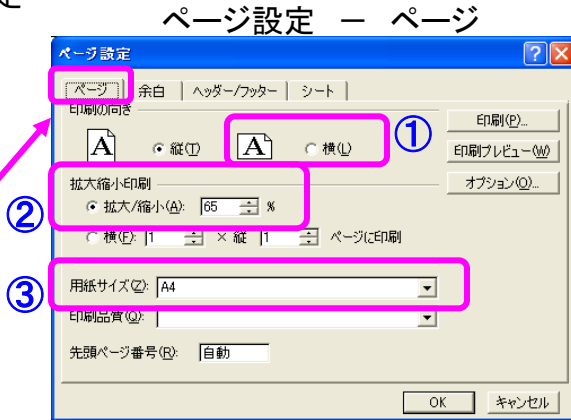 ページ設定 － ページ
ページ設定
ページ 余白 ヘッダー/フッター シート
印刷の向き
A 縦(T) A 横(L) ①
印刷(P)...
印刷プレビュー(W)
オプション(O)...
拡大縮小印刷
② 拡大/縮小(A): 65 %
横(F): 1 × 縦 1 ページに印刷
③ 用紙サイズ(Z): A4
印刷品質(Q):
先頭ページ番号(R): 自動
OK キャンセル